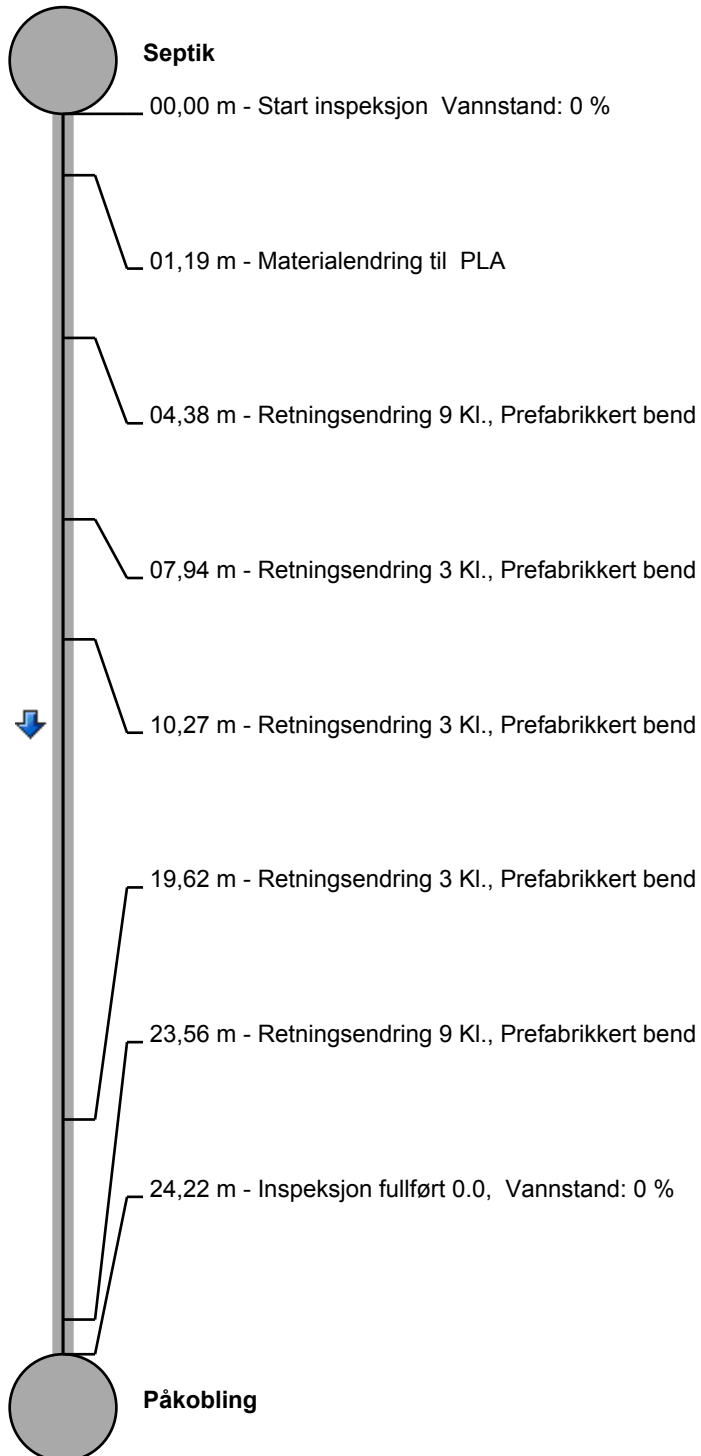 Septik
00,00 m - Start inspeksjon  Vannstand: 0 %
01,19 m - Materialendring til  PLA
04,38 m - Retningsendring 9 Kl., Prefabrikkert bend
07,94 m - Retningsendring 3 Kl., Prefabrikkert bend
10,27 m - Retningsendring 3 Kl., Prefabrikkert bend
19,62 m - Retningsendring 3 Kl., Prefabrikkert bend
23,56 m - Retningsendring 9 Kl., Prefabrikkert bend
24,22 m - Inspeksjon fullført 0.0,  Vannstand: 0 %
Påkobling